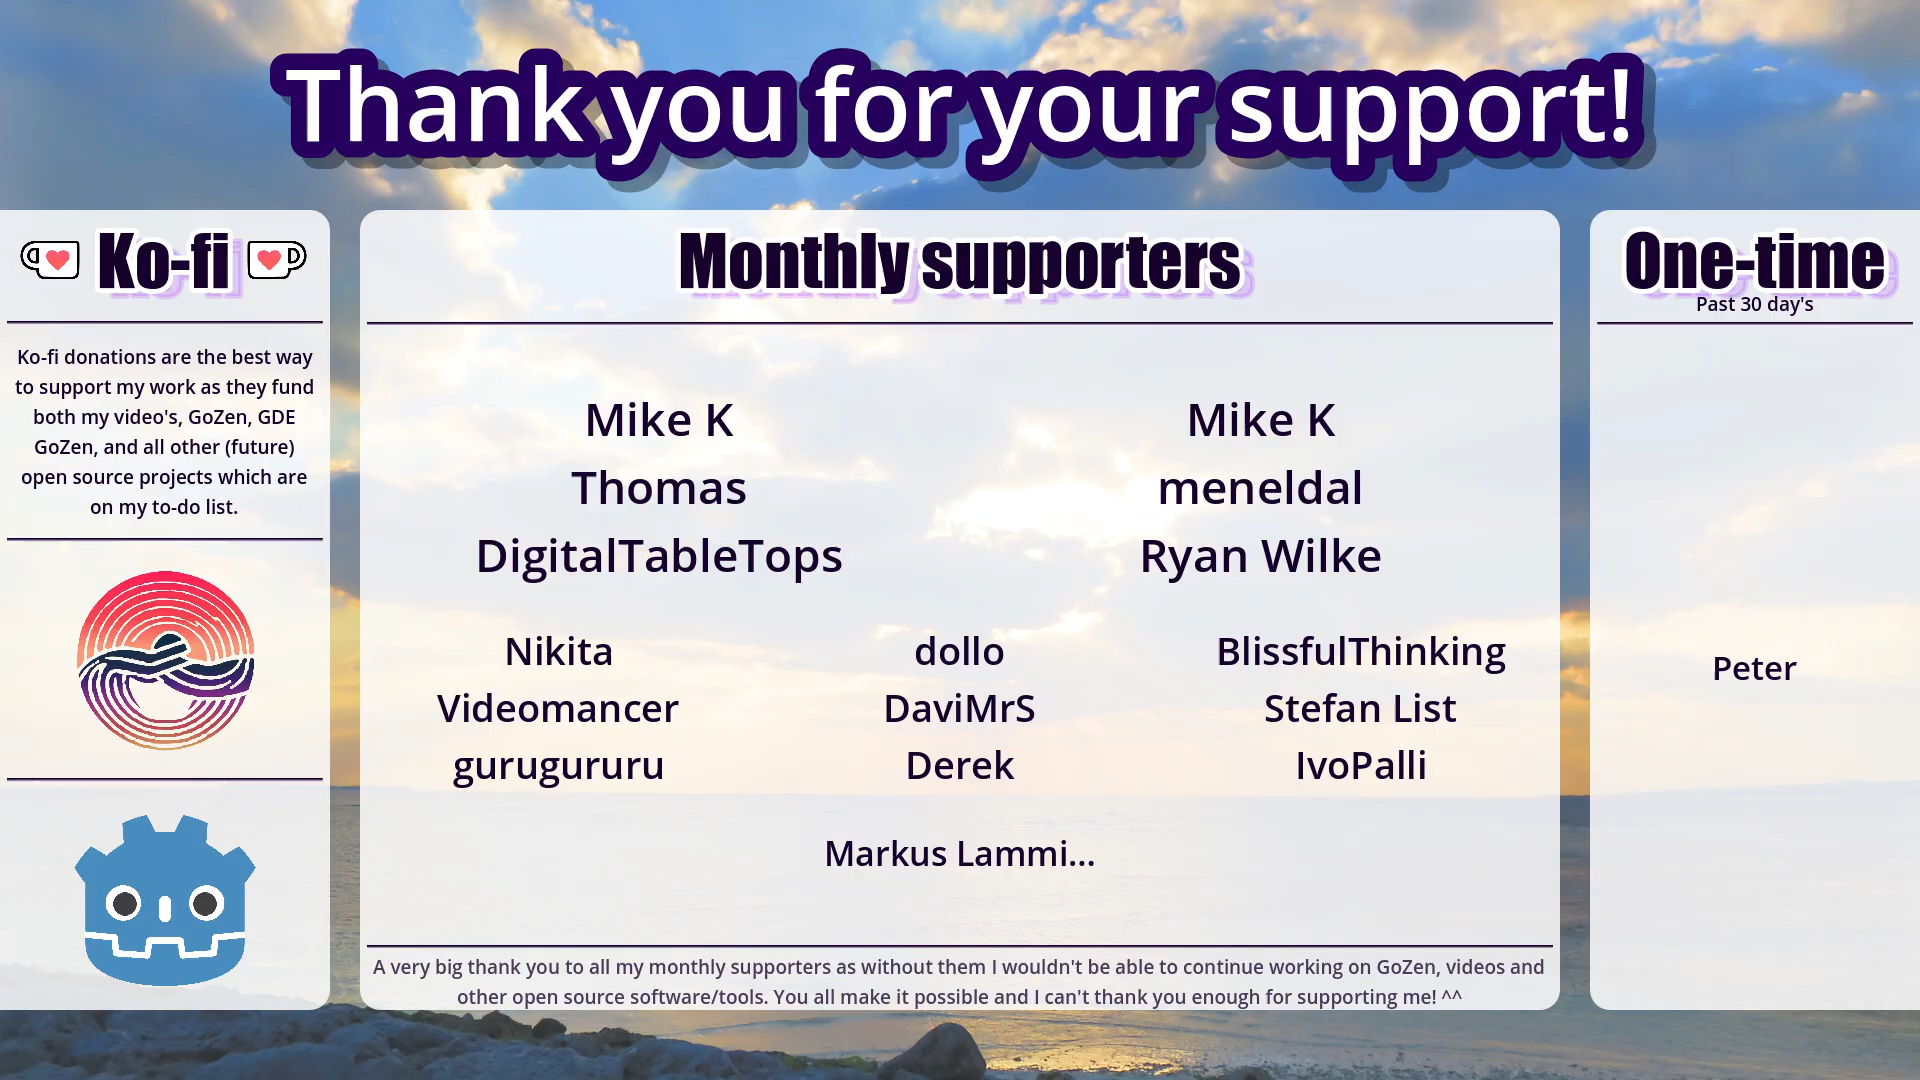 Thank you for your support!
Ko-fi
Ko-fi donations are the best way
to support my work as they fund
both my video's, GoZen, GDE
GoZen, and all other (future)
open source projects which are
on my to-do list.
Monthly supporters
Mike K
Mike K
Thomas
meneldal
DigitalTableTops
Ryan Wilke
Nikita
dollo
BlissfulThinking
Videomancer
DaviMrS
Stefan List
gurugururu
Derek
IvoPalli
Markus Lammi...
A very big thank you to all my monthly supporters as without them I wouldn't be able to continue working on GoZen, videos and
other open source software/tools. You all make it possible and I can't thank you enough for supporting me! ^^
One-time
Past 30 day's
Peter